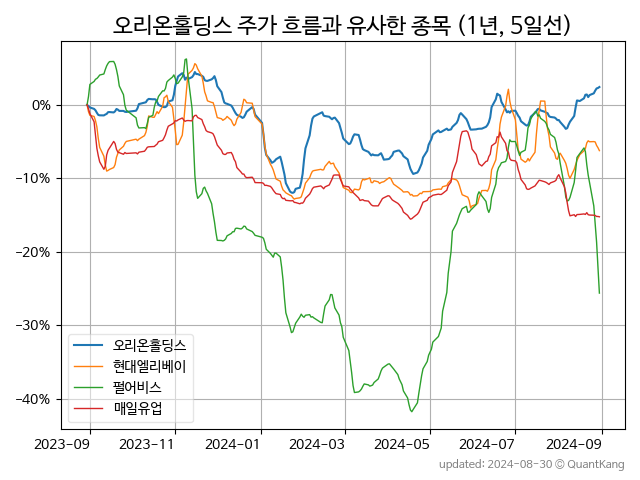 오리온홀딩스 주가 흐름과 유사한 종목 (1년, 5일선)
0%
−10%
−20%
−30%
−40%
오리온홀딩스
현대엘리베이
펄어비스
매일유업
2023-09
2023-11
2024-01
2024-03
2024-05
2024-07
2024-09
updated: 2024-08-30 © QuantKang